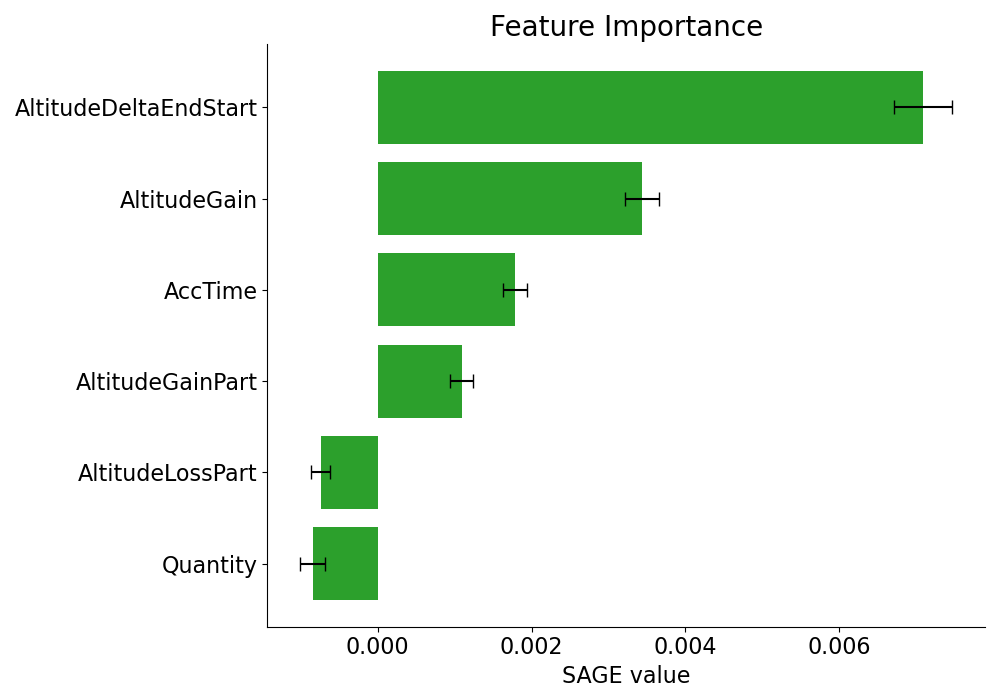 Feature Importance
AltitudeDeltaEndStart
AltitudeGain
AccTime
AltitudeGainPart
AltitudeLossPart
Quantity
0.000 0.002 0.004 0.006
SAGE value